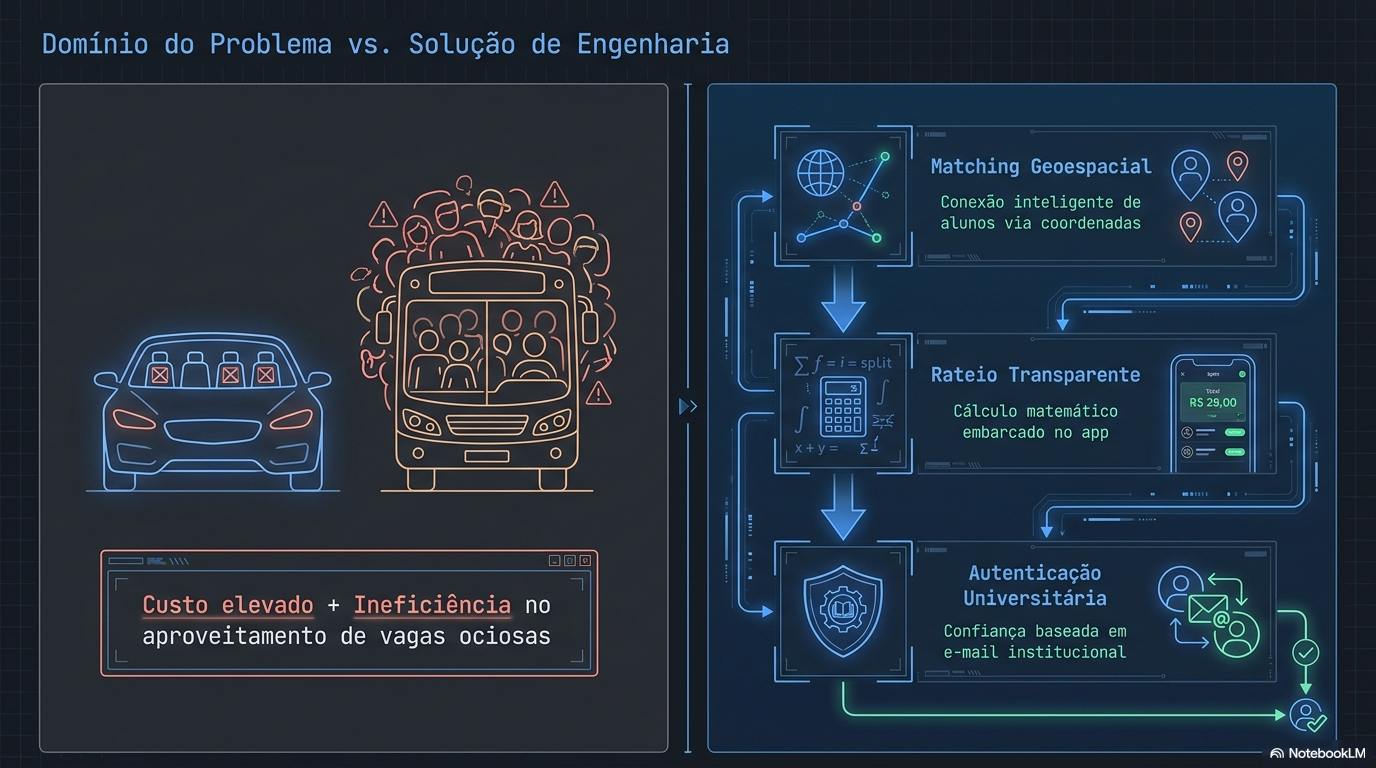 Domínio do Problema vs. Solução de Engenharia
Custo elevado + Ineficiência no
aproveitamento de vagas ociosas
Matching Geoespacial
Conexão inteligente de
alunos via coordenadas
∑ f = i = split
x + y =
Rateio Transparente
Cálculo matemático
embarcado no app
Total
R$ 29,00
Autenticação
Universitária
Confiança baseada em
e-mail institucional
@
NotebookLM